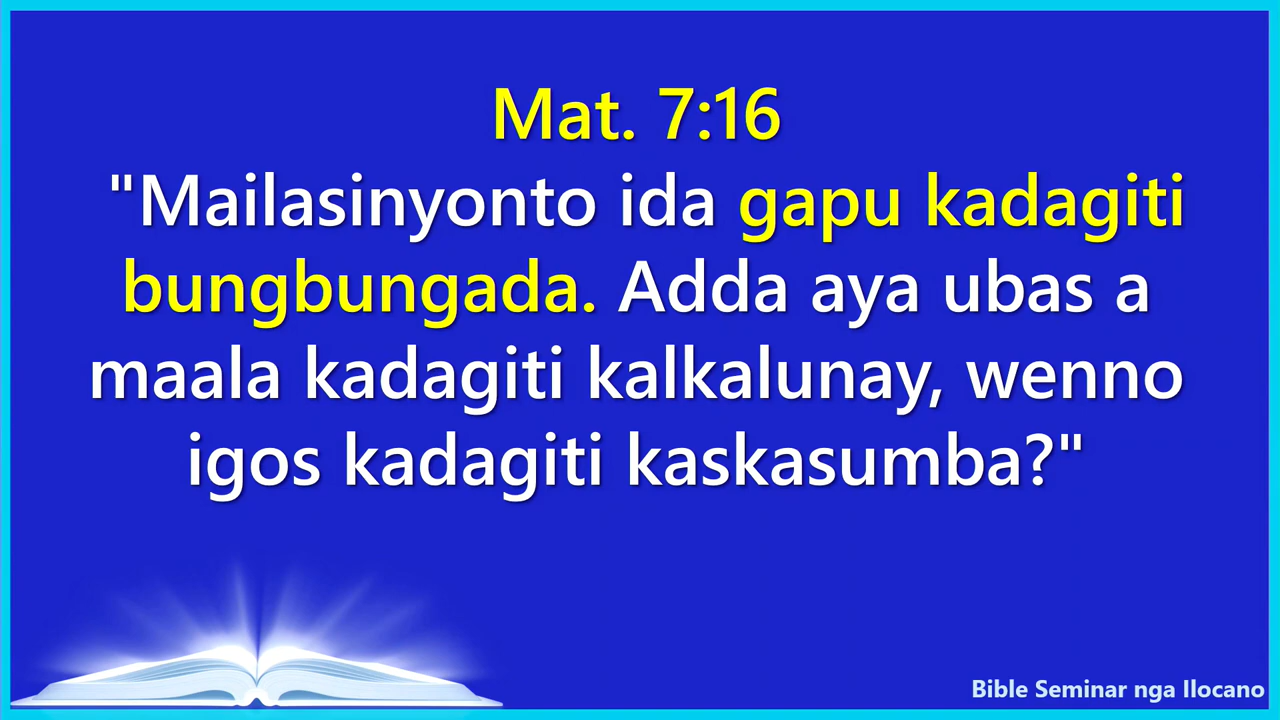 Mat. 7:16
"Mailasinyonto ida gapu kadagiti
bungbungada. Adda aya ubas a
maala kadagiti kalkalunay, wenno
igos kadagiti kaskasumba?"
Bible Seminar nga Ilocano